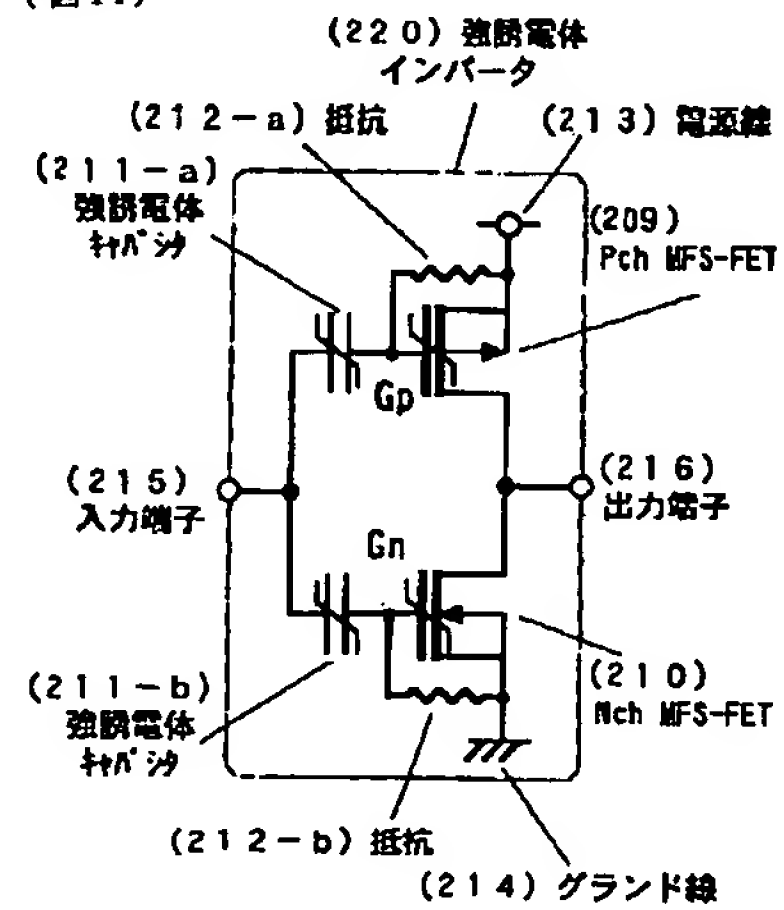 (220) 強誘電体
インバータ
(212-a) 抵抗
(213) 電源線
(211-a)
強誘電体
ｷｬﾊﾟｼﾀ
(209)
Pch MFS-FET
Gp
(215)
入力端子
(216)
出力端子
Gn
(211-b)
強誘電体
ｷｬﾊﾟｼﾀ
(210)
Nch MFS-FET
(212-b) 抵抗
(214) グランド線